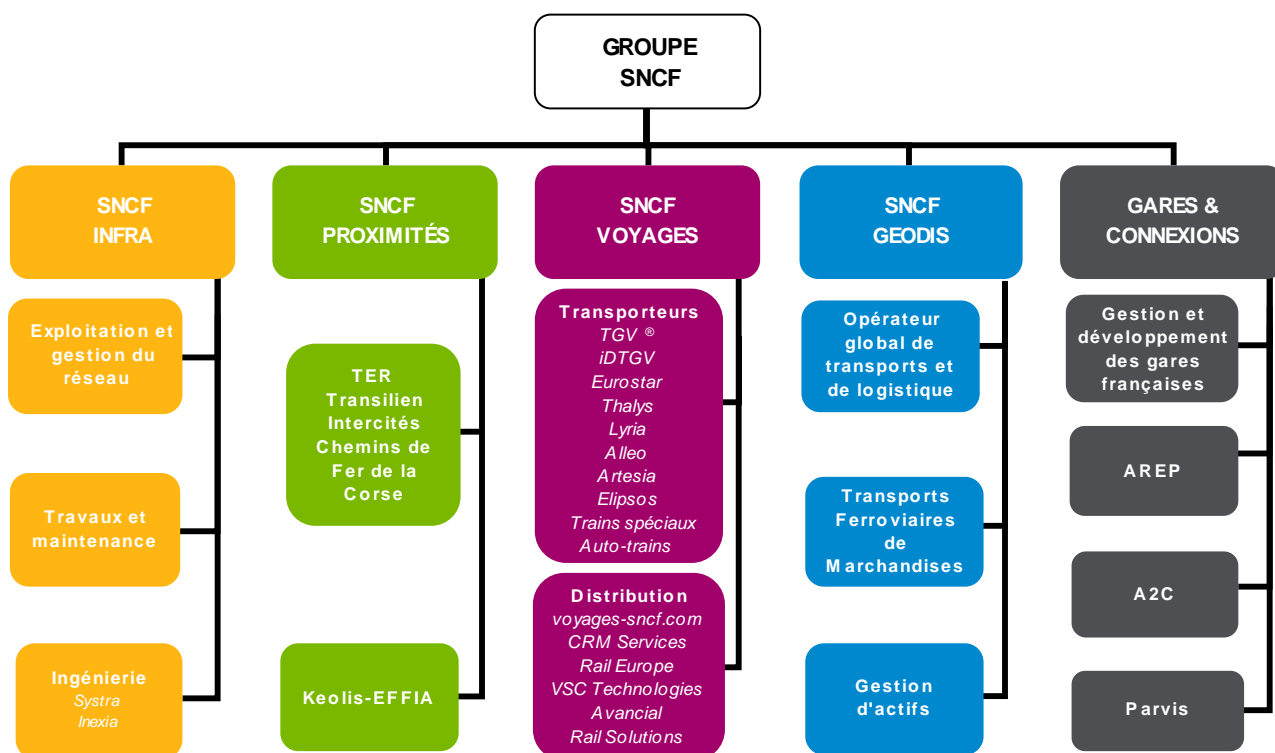 GROUPE
SNCF
SNCF
INFRA
SNCF
PROXIMITÉS
SNCF
VOYAGES
SNCF
GEODIS
GARES &
CONNEXIONS
Exploitation et
gestion du
réseau
Travaux et
maintenance
Ingénierie
Systra
Inexia
TER
Transilien
Intercités
Chemins de
Fer de la
Corse
Keolis-EFFIA
Transporteurs
TGV ®
iDTGV
Eurostar
Thalys
Lyria
Alleo
Artesia
Elipsos
Trains spéciaux
Auto-trains
Distribution
voyages-sncf.com
CRM Services
Rail Europe
VSC Technologies
Avancial
Rail Solutions
Opérateur
global de
transports et
de logistique
Transports
Ferroviaires
de
Marchandises
Gestion
d'actifs
Gestion et
développement
des gares
françaises
AREP
A2C
Parvis